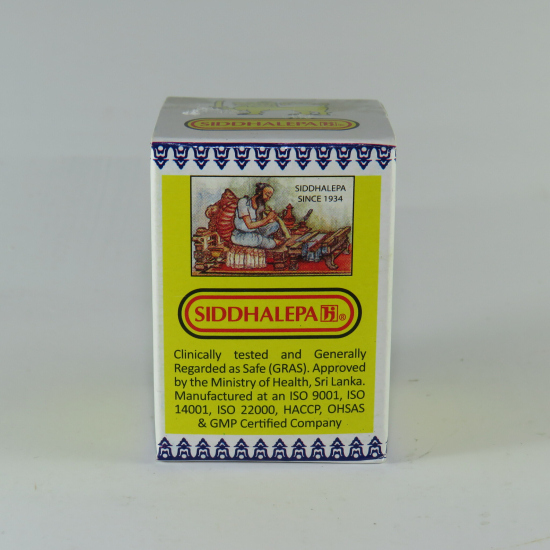 SIDDHALEPA
SIDDHALEPA
SINCE 1934
SIDDHALEPA ®
Clinically tested and Generally
Regarded as Safe (GRAS). Approved
by the Ministry of Health, Sri Lanka.
Manufactured at an ISO 9001, ISO
14001, ISO 22000, HACCP, OHSAS
& GMP Certified Company